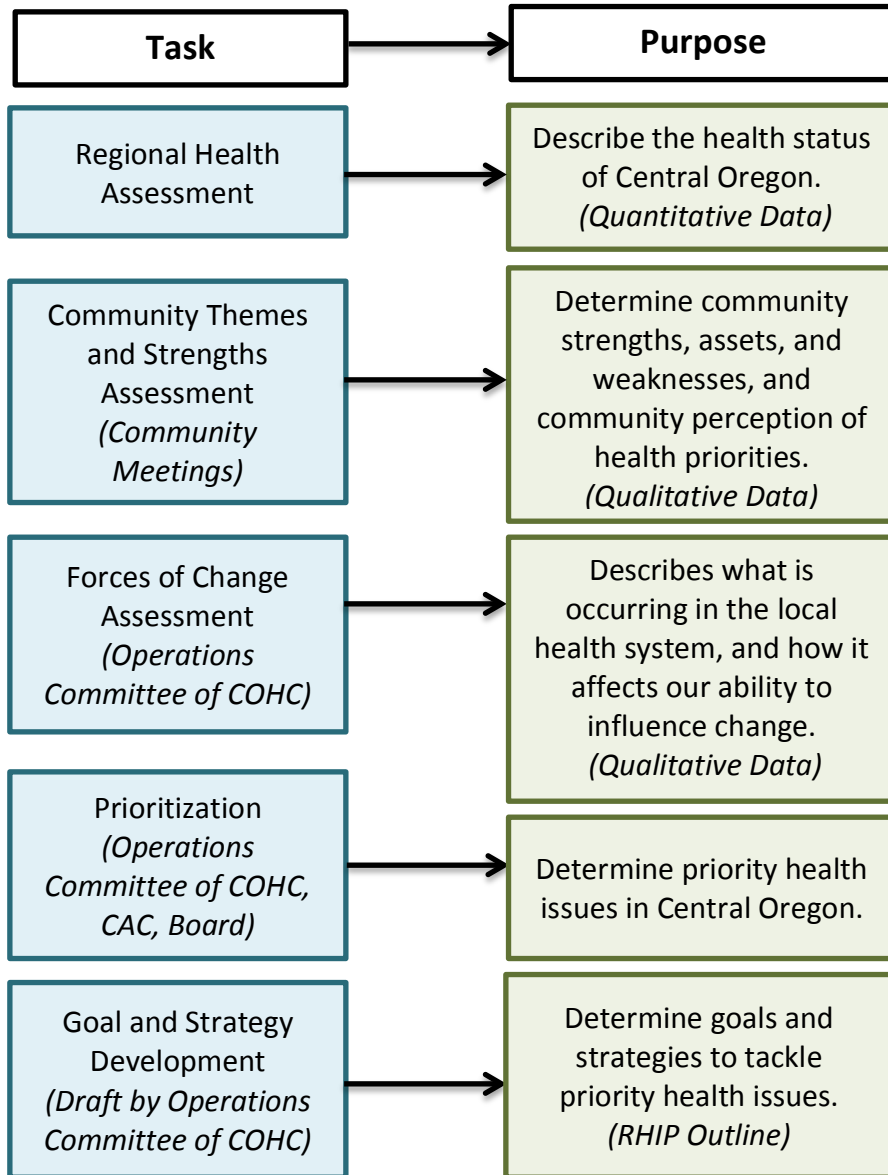 Task
Purpose
Regional Health
Assessment
Describe the health status
of Central Oregon.
(Quantitative Data)
Community Themes
and Strengths
Assessment
(Community
Meetings)
Determine community
strengths, assets, and
weaknesses, and
community perception of
health priorities.
(Qualitative Data)
Forces of Change
Assessment
(Operations
Committee of COHC)
Describes what is
occurring in the local
health system, and how it
affects our ability to
influence change.
(Qualitative Data)
Prioritization
(Operations
Committee of COHC,
CAC, Board)
Determine priority health
issues in Central Oregon.
Goal and Strategy
Development
(Draft by Operations
Committee of COHC)
Determine goals and
strategies to tackle
priority health issues.
(RHIP Outline)